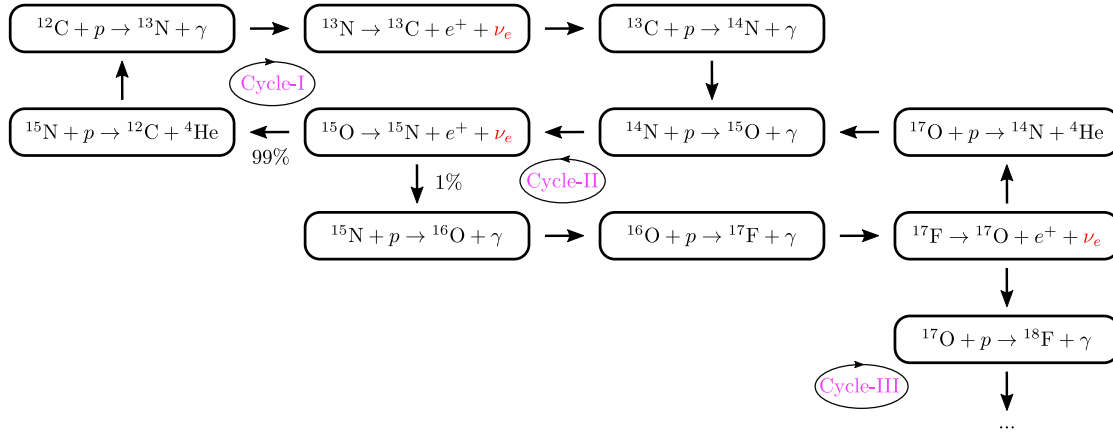 ¹²C + p → ¹³N + γ
¹³N → ¹³C + e⁺ + νₑ
¹³C + p → ¹⁴N + γ
Cycle-I
¹⁵N + p → ¹²C + ⁴He
¹⁵O → ¹⁵N + e⁺ + νₑ
¹⁴N + p → ¹⁵O + γ
¹⁷O + p → ¹⁴N + ⁴He
99%
1%
Cycle-II
¹⁵N + p → ¹⁶O + γ
¹⁶O + p → ¹⁷F + γ
¹⁷F → ¹⁷O + e⁺ + νₑ
¹⁷O + p → ¹⁸F + γ
Cycle-III
...